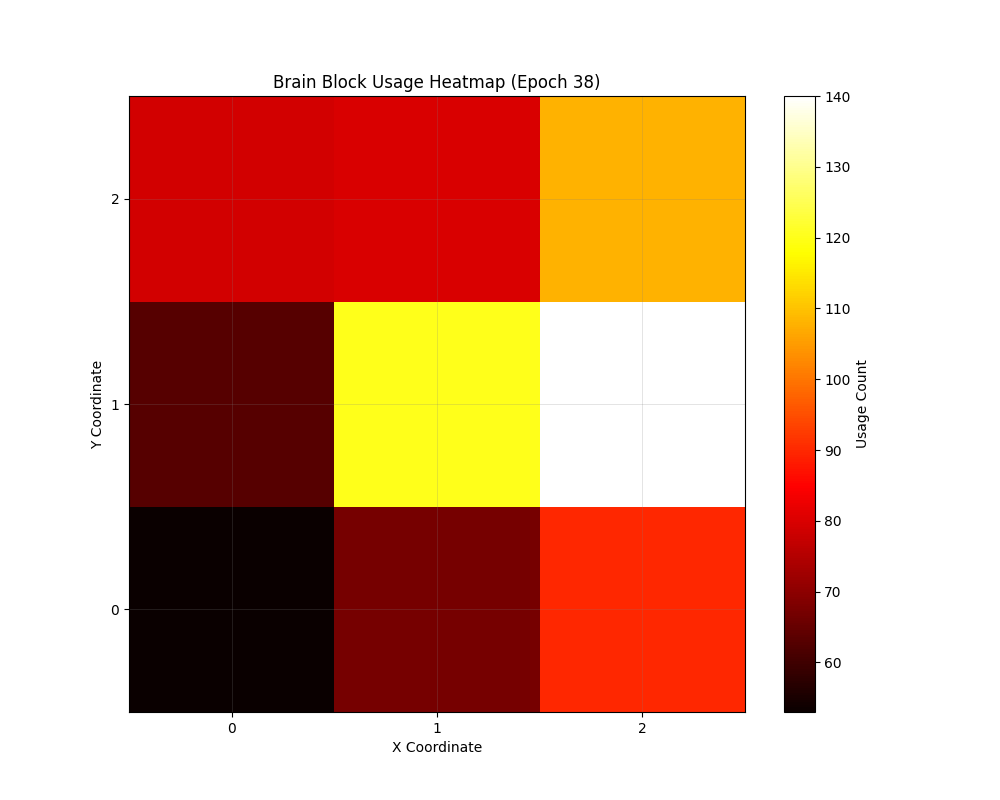 Brain Block Usage Heatmap (Epoch 38)
2
1
0
Y Coordinate
0 1 2
X Coordinate
140
130
120
110
100
90
80
70
60
Usage Count